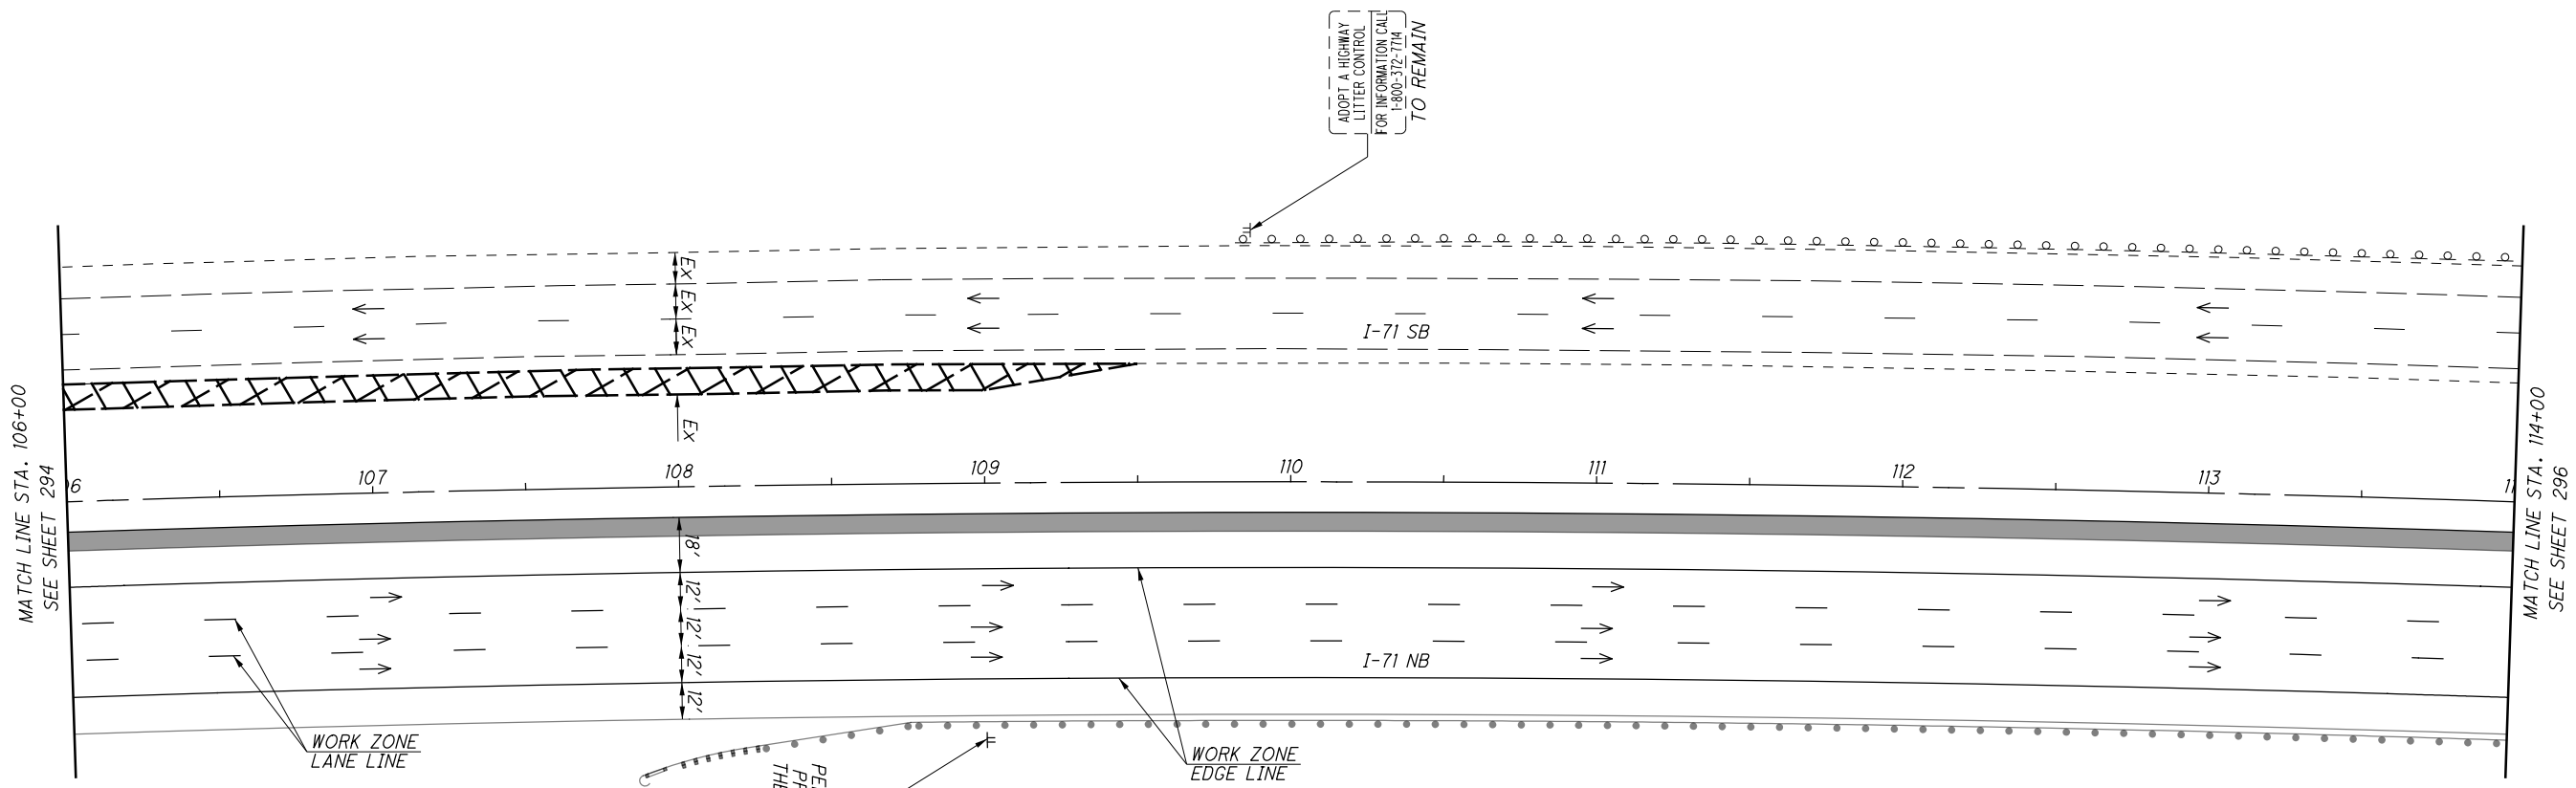 ADOPT A HIGHWAY
LITTER CONTROL
FOR INFORMATION CALL
1-800-372-7714
TO REMAIN
Ex
Ex
Ex
I-71 SB
Ex
MATCH LINE STA. 106+00
SEE SHEET 294
107
108
109
110
111
112
113
MATCH LINE STA. 114+00
SEE SHEET 296
18'
12'
12'
12'
12'
I-71 NB
WORK ZONE
LANE LINE
WORK ZONE
EDGE LINE